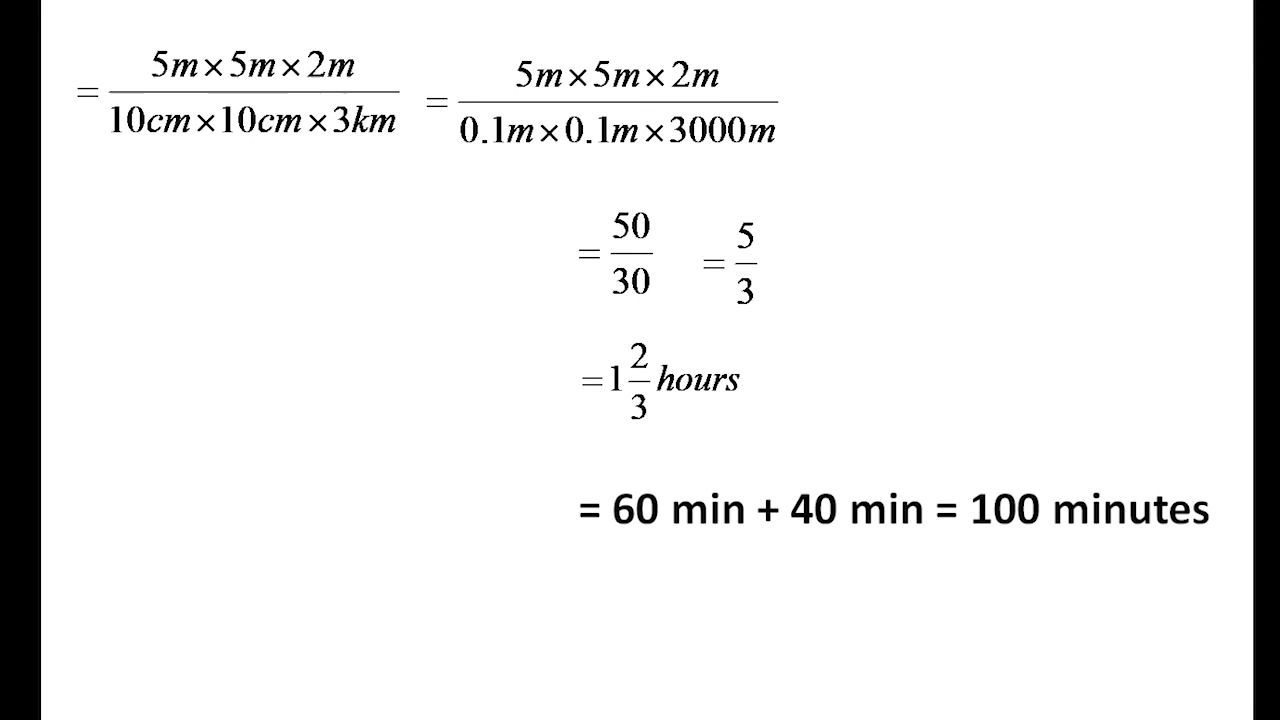 = 5m×5m×2m / 10cm×10cm×3km = 5m×5m×2m / 0.1m×0.1m×3000m
= 50/30 = 5/3
= 1 2/3 hours
= 60 min + 40 min = 100 minutes